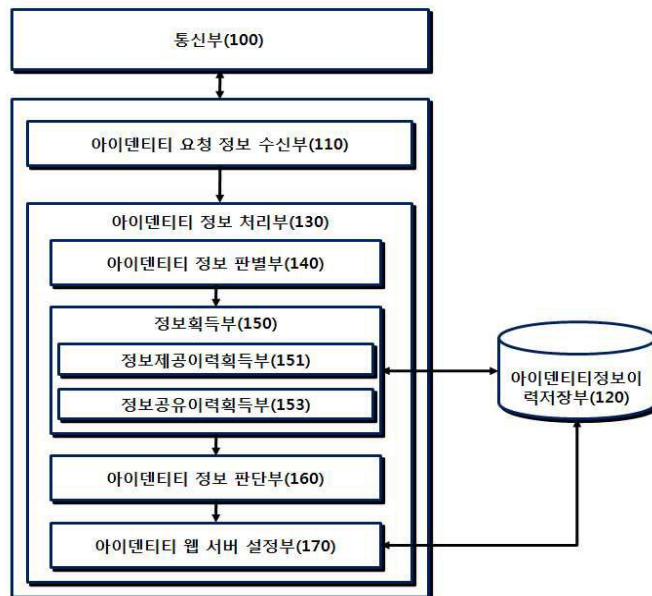 통신부(100)
아이덴티티 요청 정보 수신부(110)
아이덴티티 정보 처리부(130)
아이덴티티 정보 판별부(140)
정보획득부(150)
정보제공이력획득부(151)
정보공유이력획득부(153)
아이덴티티정보이
력저장부(120)
아이덴티티 정보 판단부(160)
아이덴티티 웹 서버 설정부(170)